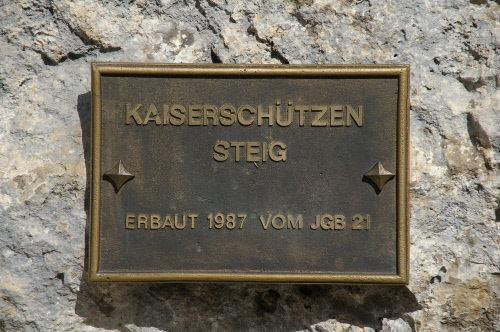 KAISERSCHÜTZEN
STEIG
ERBAUT 1987 VOM JGB 21